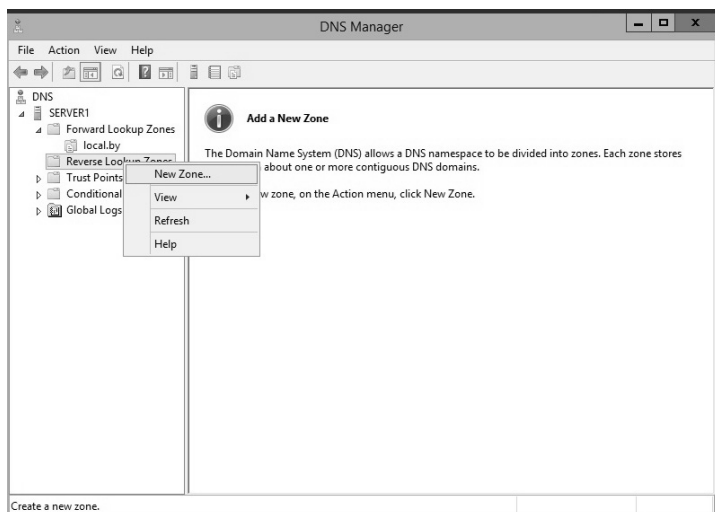 DNS Manager
File Action View Help
DNS
SERVER1
Forward Lookup Zones
local.by
Reverse Lookup Zones
Trust Points
Conditional
Global Logs
New Zone...
View
Refresh
Help
Add a New Zone
The Domain Name System (DNS) allows a DNS namespace to be divided into zones. Each zone stores
about one or more contiguous DNS domains.
w zone, on the Action menu, click New Zone.
Create a new zone.